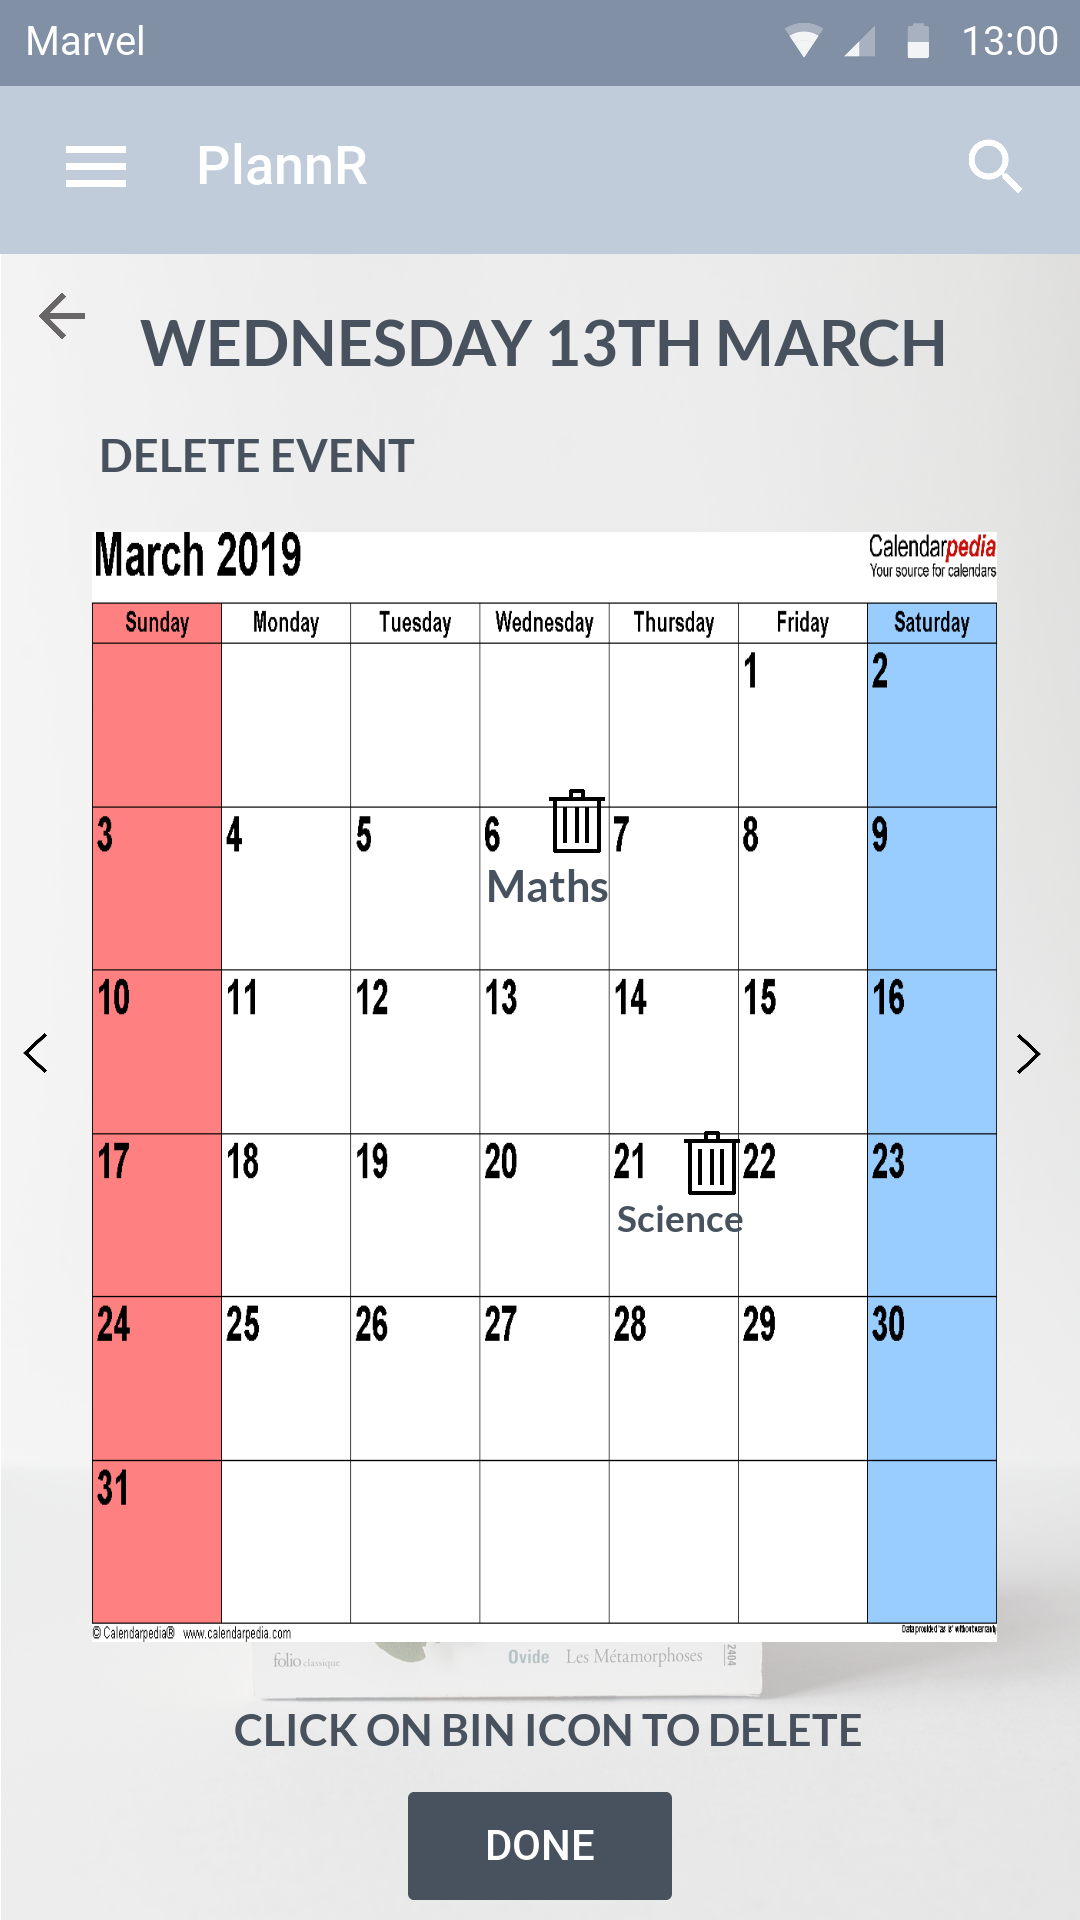 Marvel 13:00
PlannR
WEDNESDAY 13TH MARCH
DELETE EVENT
March 2019 Calendarpedia
Your source for calendars
Sunday Monday Tuesday Wednesday Thursday Friday Saturday
1 2
3 4 5 6 7 8 9
Maths
10 11 12 13 14 15 16
17 18 19 20 21 22 23
Science
24 25 26 27 28 29 30
31
© Calendarpedia® www.calendarpedia.com Data provided 'as is' without warranty
folio classique Ovide Les Métamorphoses 2404
CLICK ON BIN ICON TO DELETE
DONE